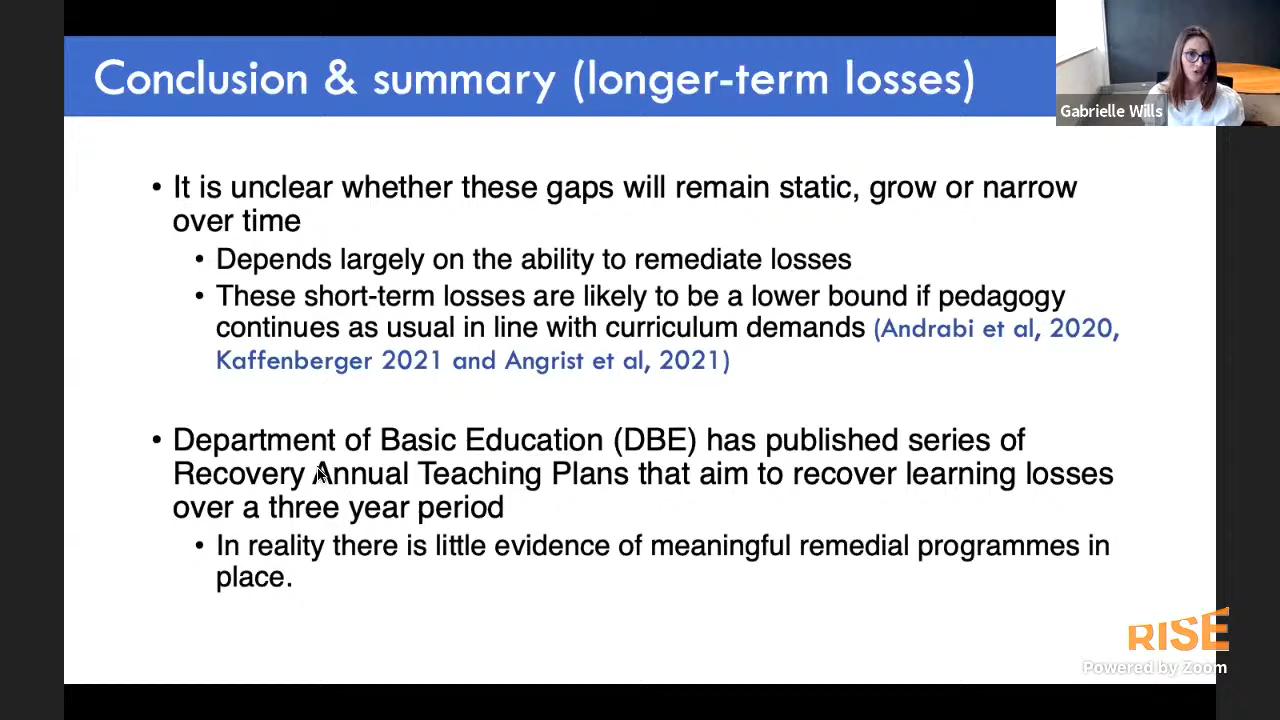 Conclusion & summary (longer-term losses)
Gabrielle Wills
• It is unclear whether these gaps will remain static, grow or narrow
over time
• Depends largely on the ability to remediate losses
• These short-term losses are likely to be a lower bound if pedagogy
continues as usual in line with curriculum demands (Andrabi et al, 2020,
Kaffenberger 2021 and Angrist et al, 2021)
• Department of Basic Education (DBE) has published series of
Recovery Annual Teaching Plans that aim to recover learning losses
over a three year period
• In reality there is little evidence of meaningful remedial programmes in
place.
RISE
Powered by Zoom